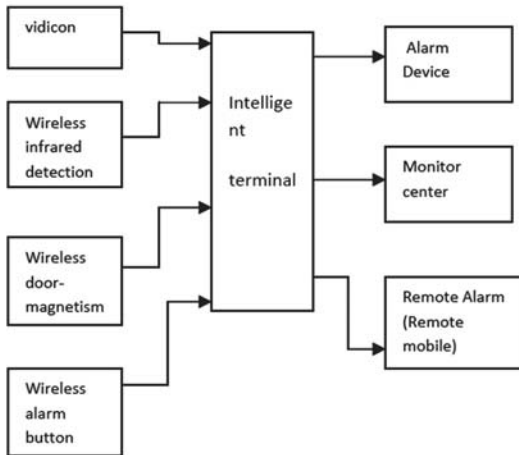 vidicon
Wireless
infrared
detection
Wireless
door-
magnetism
Wireless
alarm
button
Intellige
nt
terminal
Alarm
Device
Monitor
center
Remote Alarm
(Remote
mobile)